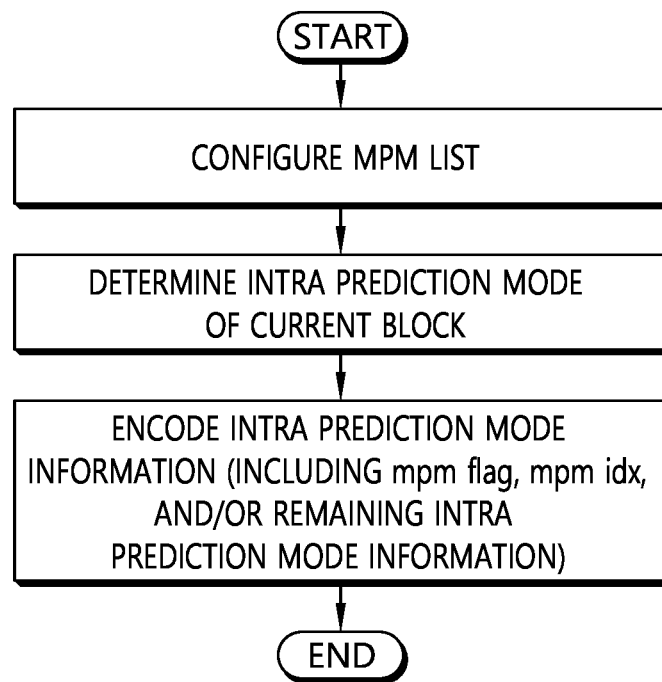 START
CONFIGURE MPM LIST
DETERMINE INTRA PREDICTION MODE
OF CURRENT BLOCK
ENCODE INTRA PREDICTION MODE
INFORMATION (INCLUDING mpm flag, mpm idx,
AND/OR REMAINING INTRA
PREDICTION MODE INFORMATION)
END